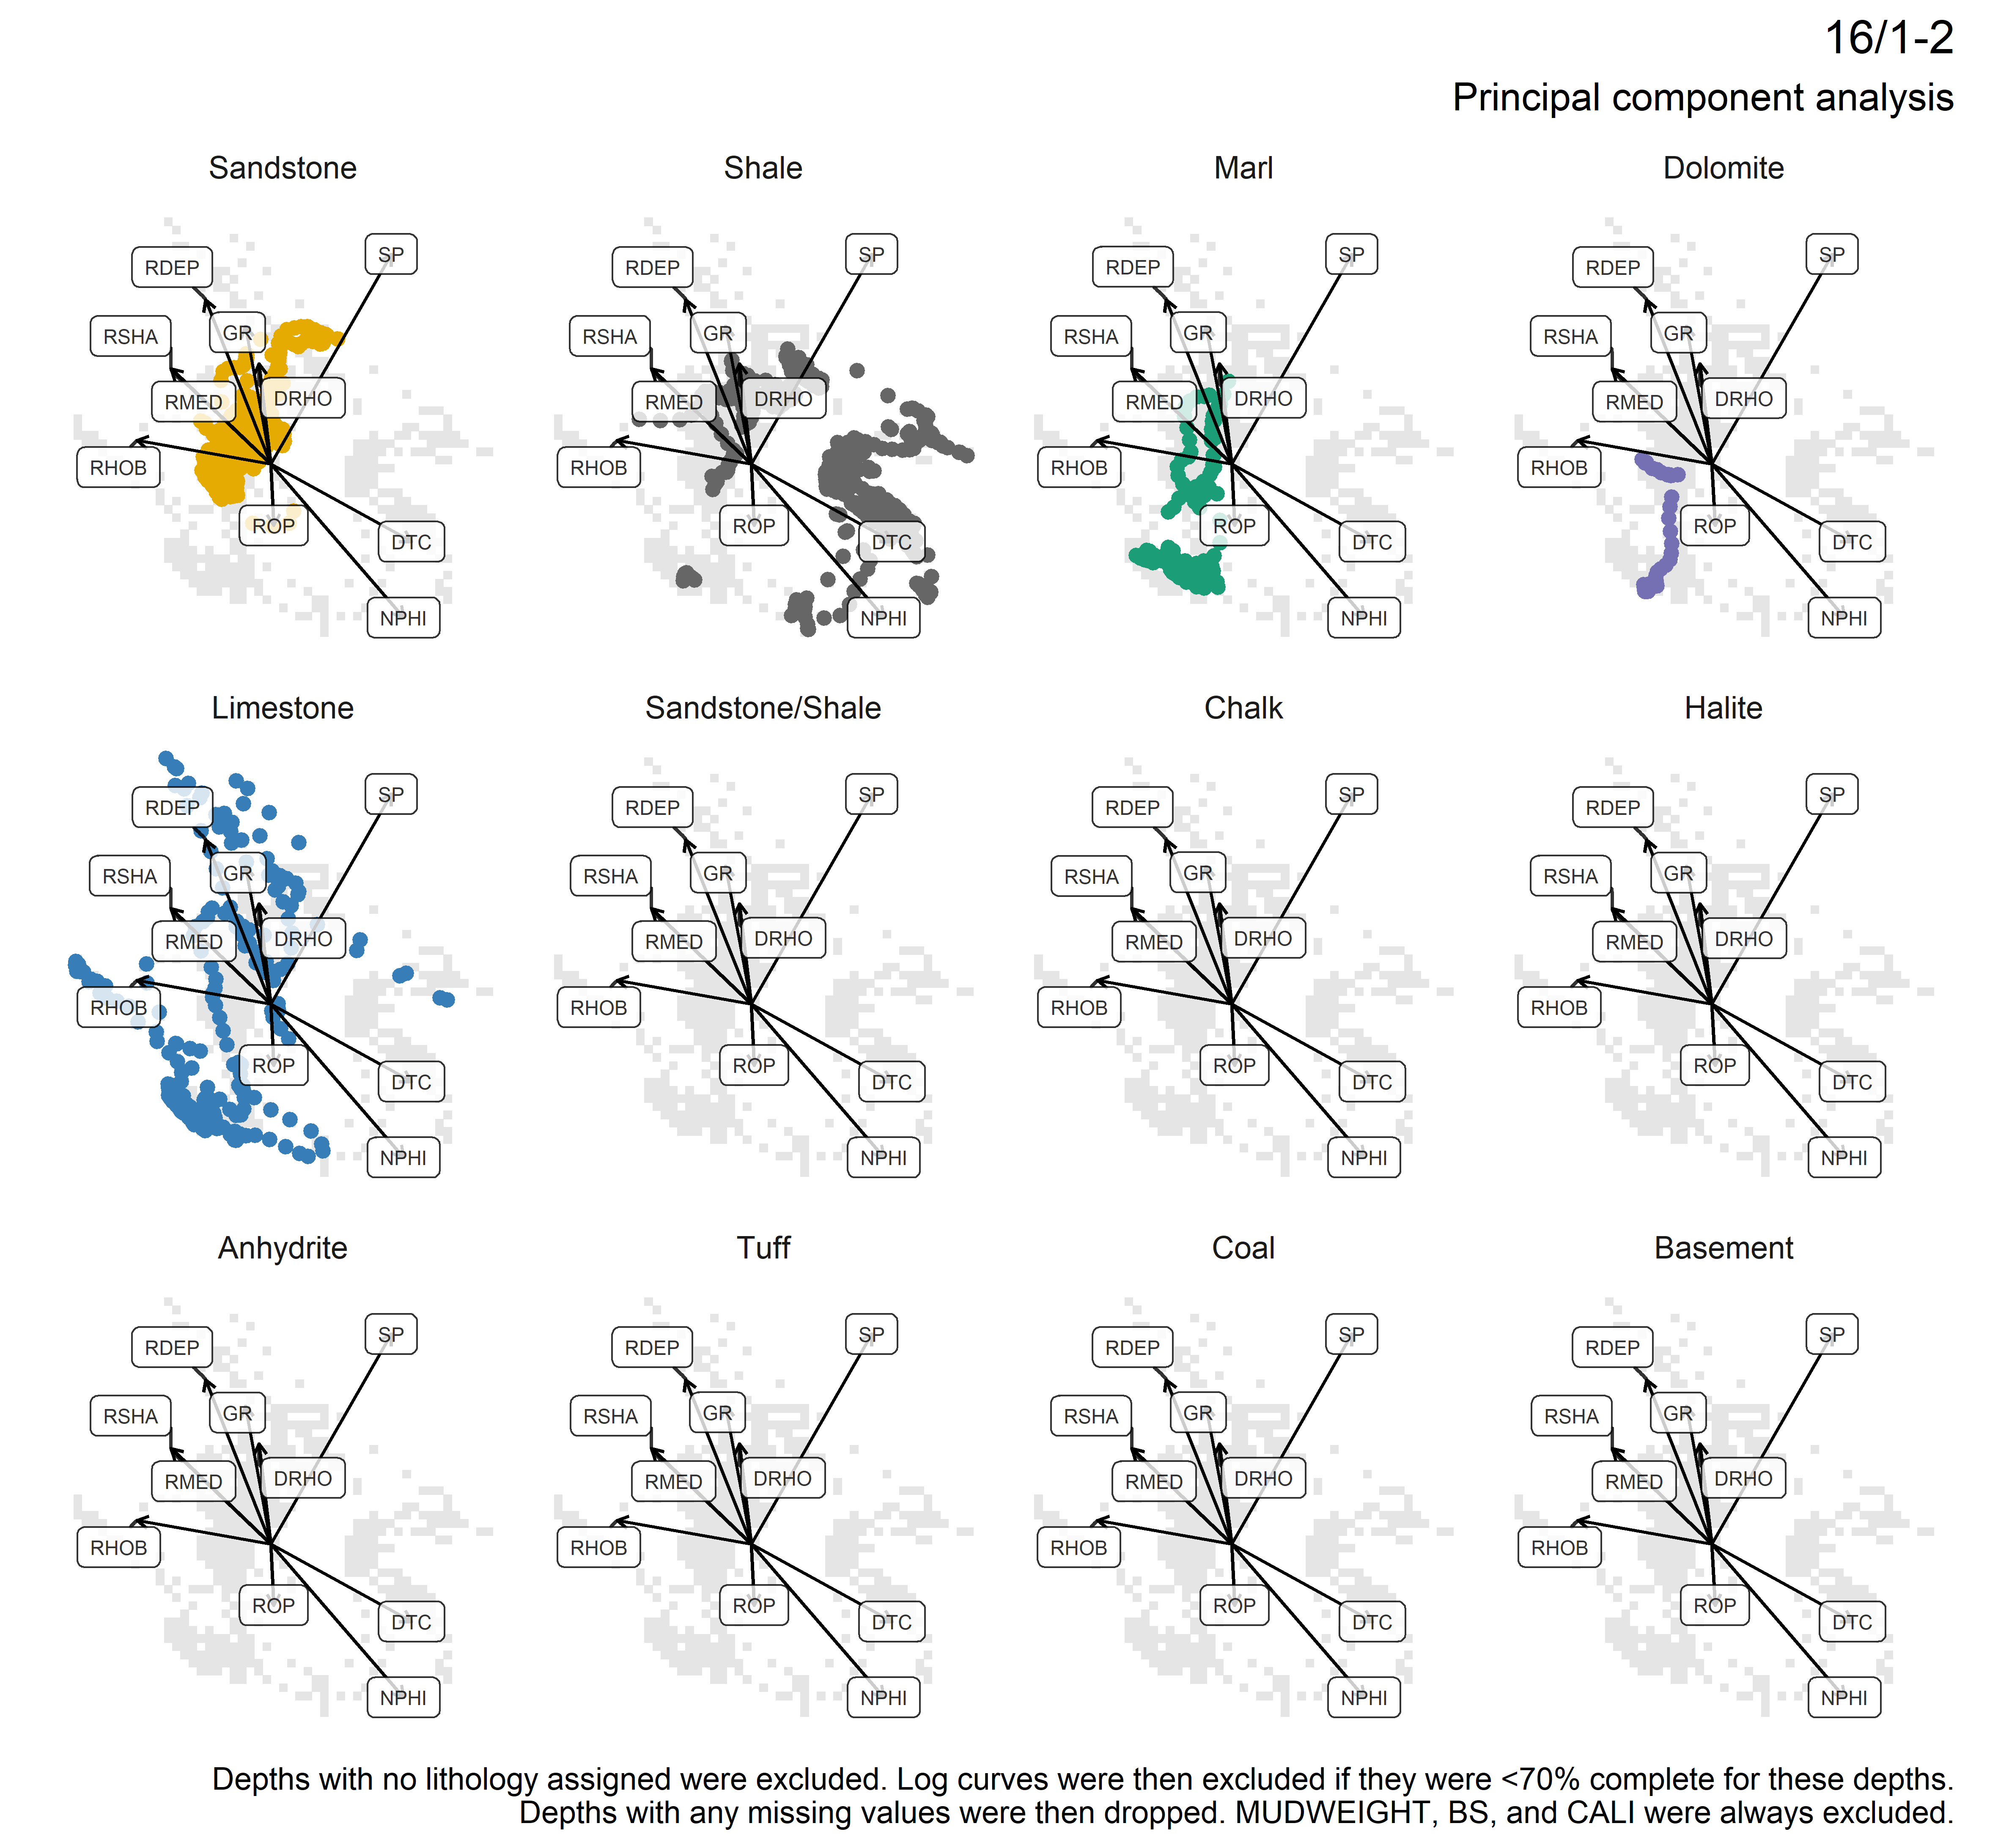 16/1-2
Principal component analysis
Sandstone
RDEP
SP
RSHA
GR
RMED
DRHO
RHOB
ROP
DTC
NPHI
Shale
RDEP
SP
RSHA
GR
RMED
DRHO
RHOB
ROP
DTC
NPHI
Marl
RDEP
SP
RSHA
GR
RMED
DRHO
RHOB
ROP
DTC
NPHI
Dolomite
RDEP
SP
RSHA
GR
RMED
DRHO
RHOB
ROP
DTC
NPHI
Limestone
RDEP
SP
RSHA
GR
RMED
DRHO
RHOB
ROP
DTC
NPHI
Sandstone/Shale
RDEP
SP
RSHA
GR
RMED
DRHO
RHOB
ROP
DTC
NPHI
Chalk
RDEP
SP
RSHA
GR
RMED
DRHO
RHOB
ROP
DTC
NPHI
Halite
RDEP
SP
RSHA
GR
RMED
DRHO
RHOB
ROP
DTC
NPHI
Anhydrite
RDEP
SP
RSHA
GR
RMED
DRHO
RHOB
ROP
DTC
NPHI
Tuff
RDEP
SP
RSHA
GR
RMED
DRHO
RHOB
ROP
DTC
NPHI
Coal
RDEP
SP
RSHA
GR
RMED
DRHO
RHOB
ROP
DTC
NPHI
Basement
RDEP
SP
RSHA
GR
RMED
DRHO
RHOB
ROP
DTC
NPHI
Depths with no lithology assigned were excluded. Log curves were then excluded if they were <70% complete for these depths.
Depths with any missing values were then dropped. MUDWEIGHT, BS, and CALI were always excluded.